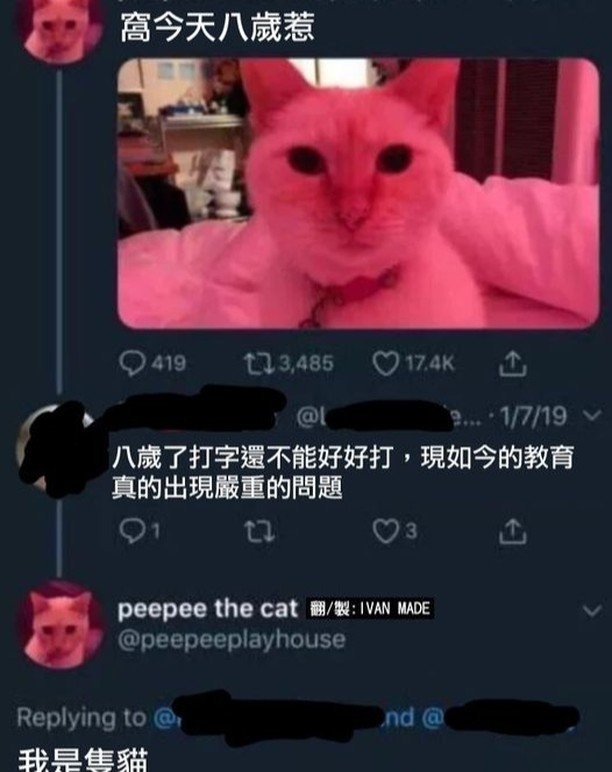 窩今天八歲惹
419 3,485 17.4K
@l e... · 1/7/19
八歲了打字還不能好好打，現如今的教育
真的出現嚴重的問題
1 3
peepee the cat 翻/製:IVAN MADE
@peepeeplayhouse
Replying to @ nd @
我是隻貓